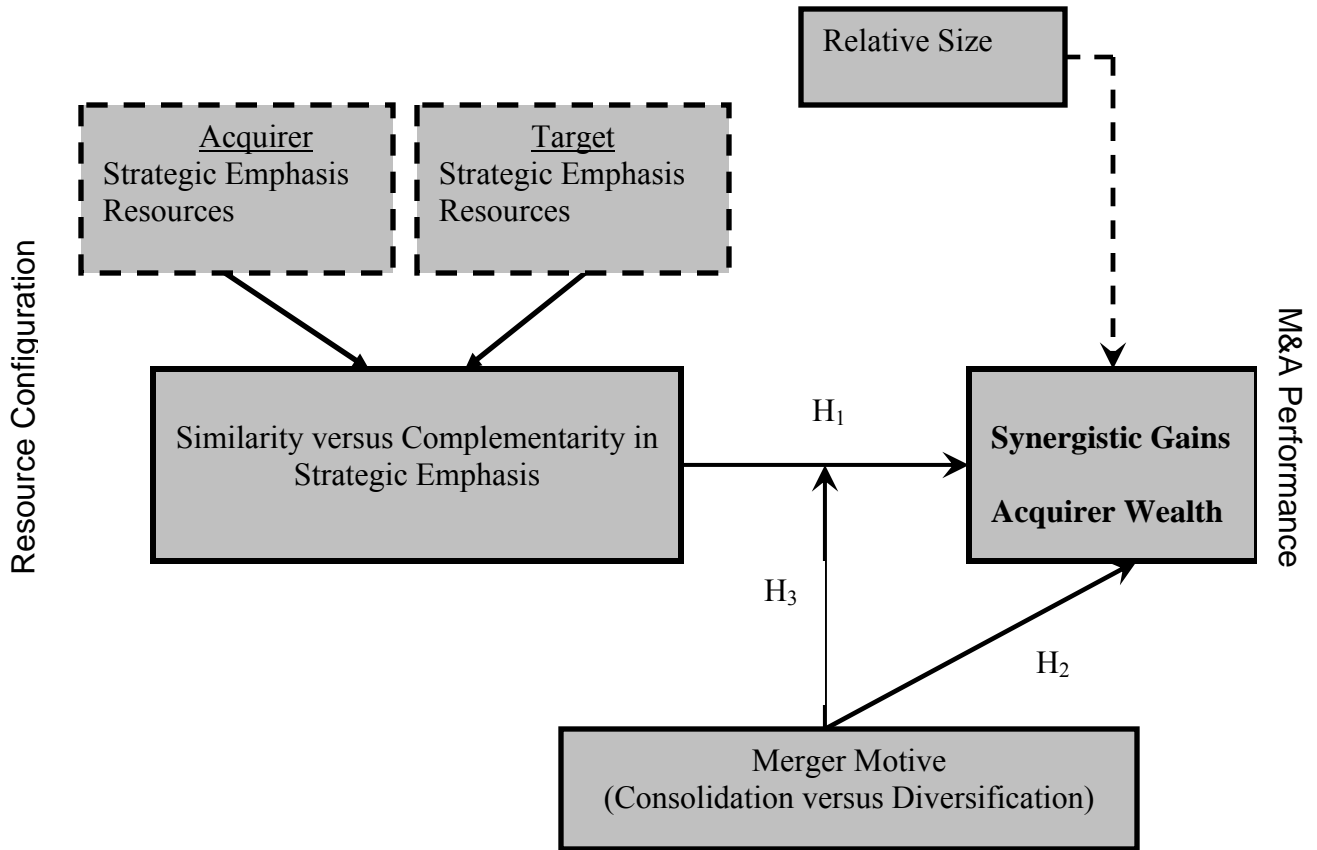 Relative Size
Acquirer
Strategic Emphasis
Resources
Target
Strategic Emphasis
Resources
Resource Configuration
Similarity versus Complementarity in
Strategic Emphasis
H₁
Synergistic Gains
Acquirer Wealth
M&A Performance
H₃
H₂
Merger Motive
(Consolidation versus Diversification)